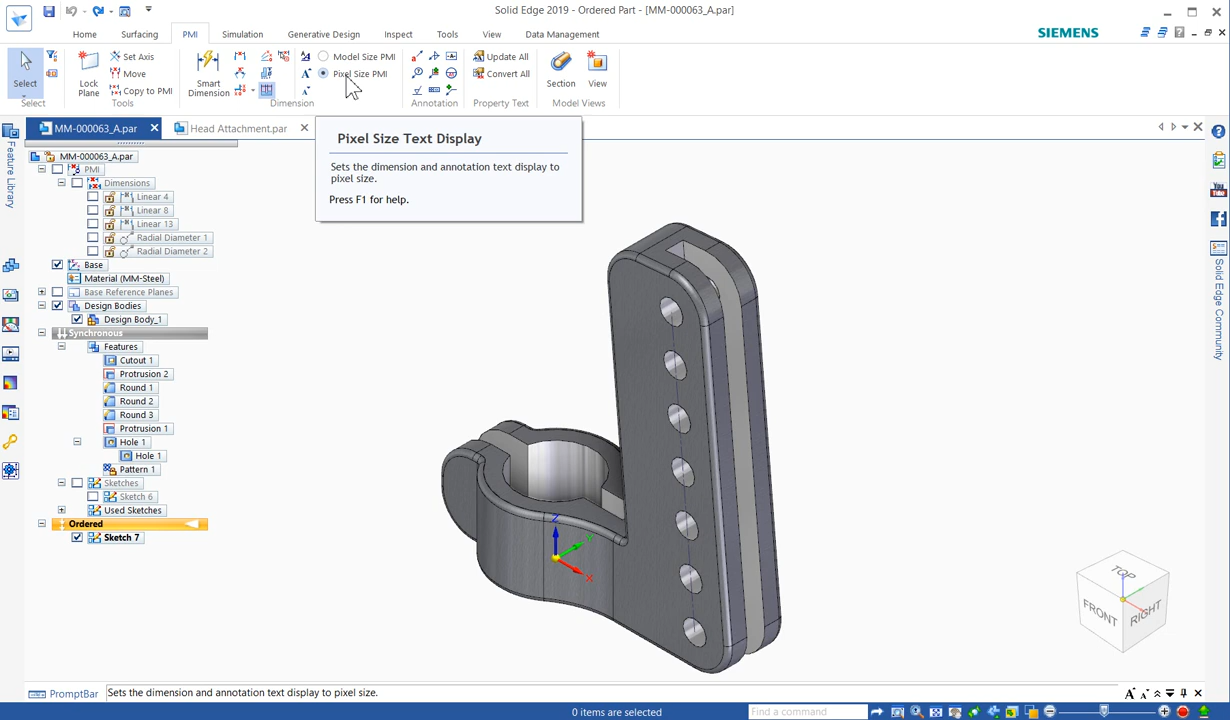 Solid Edge 2019 - Ordered Part - [MM-000063_A.par]
Home
Surfacing
PMI
Simulation
Generative Design
Inspect
Tools
View
Data Management
SIEMENS
Select
Select
Lock
Plane
Set Axis
Move
Copy to PMI
Tools
Smart
Dimension
Model Size PMI
Pixel Size PMI
Dimension
Annotation
Update All
Convert All
Property Text
Section
View
Model Views
MM-000063_A.par
Head Attachment.par
Feature Library
Pixel Size Text Display
Sets the dimension and annotation text display to
pixel size.
Press F1 for help.
MM-000063_A.par
PMI
Dimensions
Linear 4
Linear 8
Linear 13
Radial Diameter 1
Radial Diameter 2
Base
Material (MM-Steel)
Base Reference Planes
Design Bodies
Design Body_1
Synchronous
Features
Cutout 1
Protrusion 2
Round 1
Round 2
Round 3
Protrusion 1
Hole 1
Hole 1
Pattern 1
Sketches
Sketch 6
Used Sketches
Ordered
Sketch 7
Z
Y
X
TOP
FRONT
RIGHT
You
Tube
Solid Edge Community
PromptBar
Sets the dimension and annotation text display to pixel size.
0 items are selected
Find a command